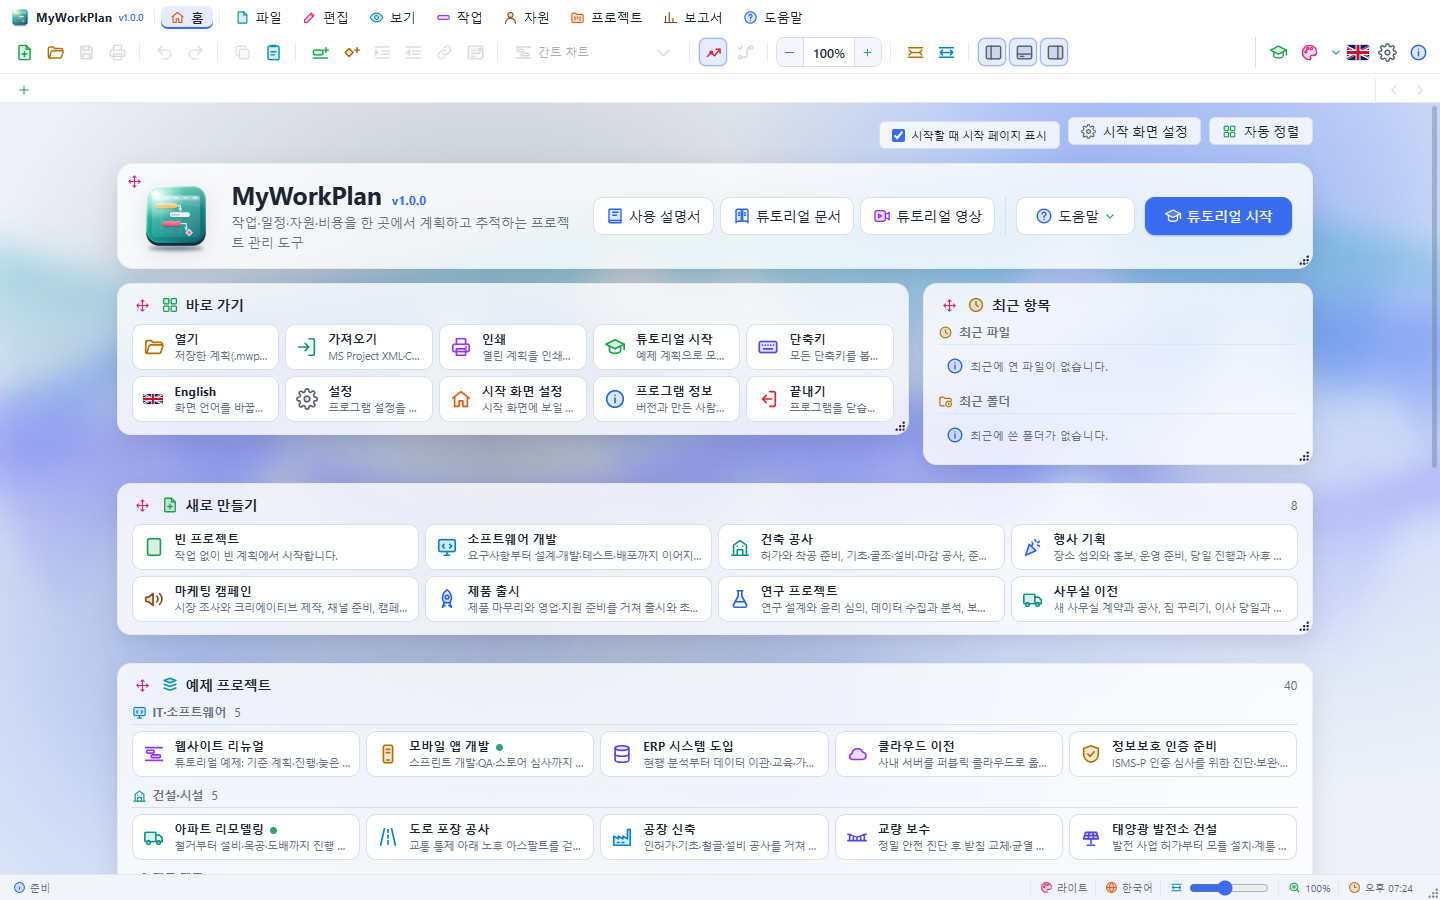 MyWorkPlan v1.0.0 홈 파일 편집 보기 작업 자원 프로젝트 보고서 도움말
간트 차트 100%
시작할 때 시작 페이지 표시 시작 화면 설정 자동 정렬
MyWorkPlan v1.0.0
작업·일정·자원·비용을 한 곳에서 계획하고 추적하는 프로젝
트 관리 도구
사용 설명서 튜토리얼 문서 튜토리얼 영상 도움말 튜토리얼 시작
바로 가기
열기
저장한 계획(.mwp...
가져오기
MS Project XML·C...
인쇄
열린 계획을 인쇄...
튜토리얼 시작
예제 계획으로 모...
단축키
모든 단축키를 봅...
English
화면 언어를 바꿉...
설정
프로그램 설정을 ...
시작 화면 설정
시작 화면에 보일 ...
프로그램 정보
버전과 만든 사람...
끝내기
프로그램을 닫습...
최근 항목
최근 파일
최근에 연 파일이 없습니다.
최근 폴더
최근에 쓴 폴더가 없습니다.
새로 만들기 8
빈 프로젝트
작업 없이 빈 계획에서 시작합니다.
소프트웨어 개발
요구사항부터 설계·개발·테스트·배포까지 이어지...
건축 공사
허가와 착공 준비, 기초·골조·설비·마감 공사, 준...
행사 기획
장소 섭외와 홍보, 운영 준비, 당일 진행과 사후 ...
마케팅 캠페인
시장 조사와 크리에이티브 제작, 채널 준비, 캠페...
제품 출시
제품 마무리와 영업·지원 준비를 거쳐 출시와 초...
연구 프로젝트
연구 설계와 윤리 심의, 데이터 수집과 분석, 보...
사무실 이전
새 사무실 계약과 공사, 짐 꾸리기, 이사 당일과 ...
예제 프로젝트 40
IT·소프트웨어 5
웹사이트 리뉴얼
튜토리얼 예제: 기준 계획·진행·늦은 ...
모바일 앱 개발
스프린트 개발·QA·스토어 심사까지 ...
ERP 시스템 도입
현행 분석부터 데이터 이관·교육·가...
클라우드 이전
사내 서버를 퍼블릭 클라우드로 옮...
정보보호 인증 준비
ISMS-P 인증 심사를 위한 진단·보완·...
건설·시설 5
아파트 리모델링
철거부터 설비·목공·도배까지 진행 ...
도로 포장 공사
교통 통제 아래 노후 아스팔트를 걷...
공장 신축
인허가·기초·철골·설비 공사를 거쳐 ...
교량 보수
정밀 안전 진단 후 받침 교체·균열 ...
태양광 발전소 건설
발전 사업 허가부터 모듈 설치·계통 ...
준비 라이트 한국어 100% 오후 07:24